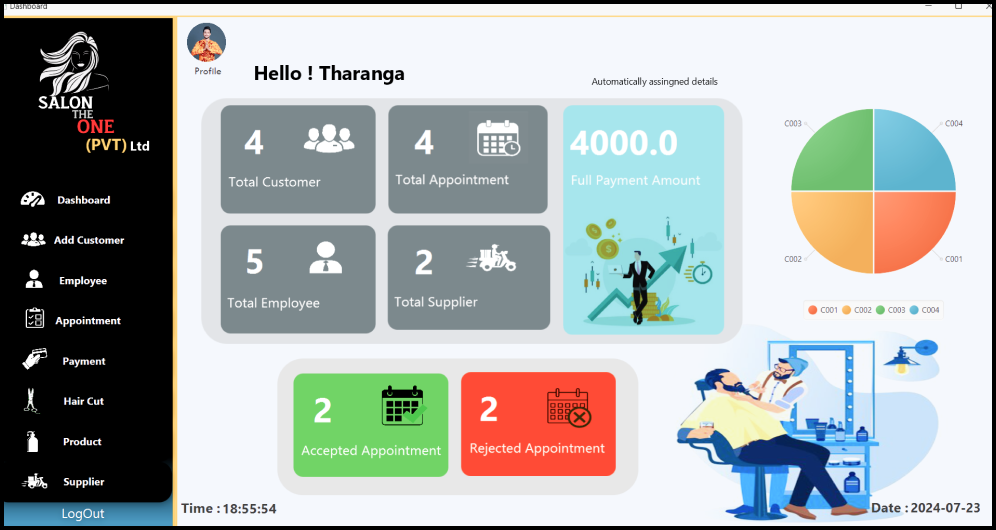 Dashboard
SALON
THE
ONE
(PVT) Ltd
Dashboard
Add Customer
Employee
Appointment
Payment
Hair Cut
Product
Supplier
LogOut
Profile
Hello ! Tharanga
Automatically assingned details
4
Total Customer
4
Total Appointment
4000.0
Full Payment Amount
5
Total Employee
2
Total Supplier
2
Accepted Appointment
2
Rejected Appointment
C003
C004
C002
C001
C001 C002 C003 C004
Time : 18:55:54
Date : 2024-07-23